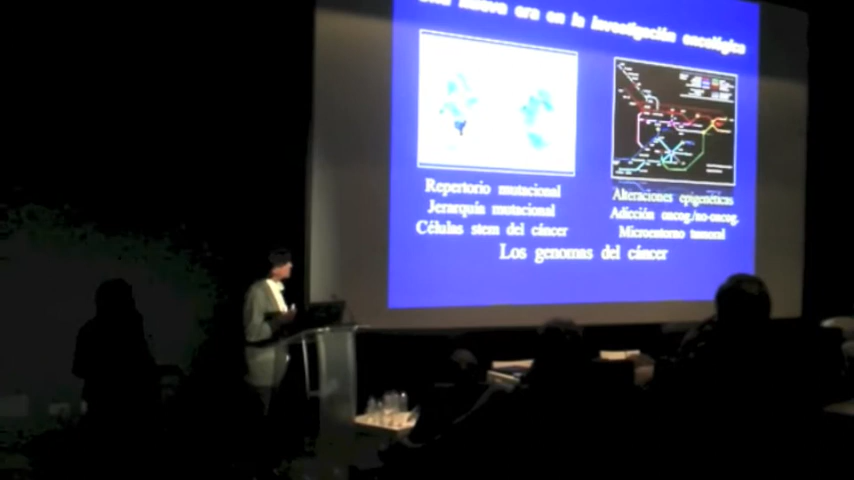 nueva era en la investigación oncológica
Repertorio mutacional
Jerarquía mutacional
Células stem del cáncer
Alteraciones epigenéticas
Adicción oncog./no-oncog.
Microentorno tumoral
Los genomas del cáncer